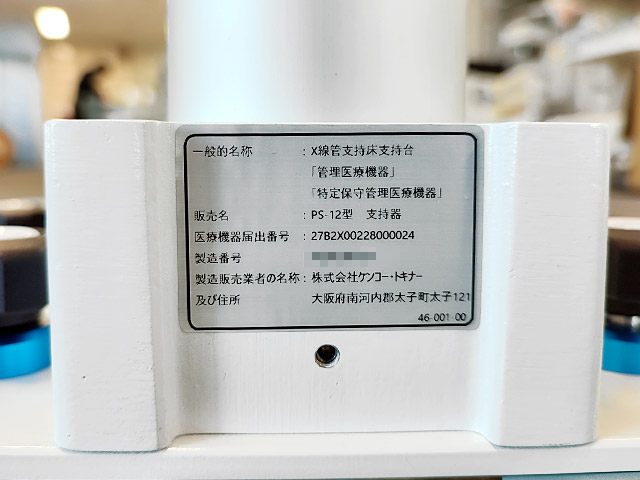 一般的名称 : X線管支持床支持台
「管理医療機器」
「特定保守管理医療機器」
販売名 : PS-12型 支持器
医療機器届出番号 : 27B2X00228000024
製造番号 :
製造販売業者の名称 : 株式会社ケンコー・トキナー
及び住所 大阪府南河内郡太子町太子121
46-001-00